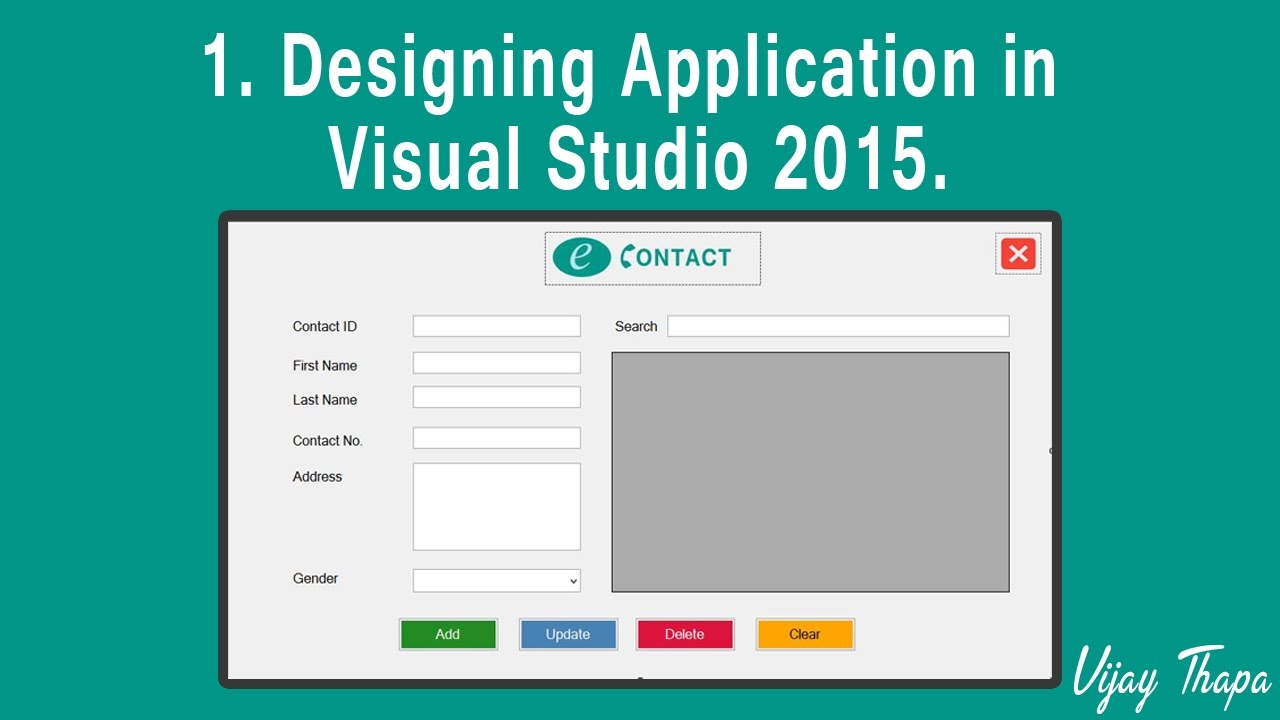 1. Designing Application in
Visual Studio 2015.
e CONTACT
Contact ID
Search
First Name
Last Name
Contact No.
Address
Gender
Add Update Delete Clear
Vijay Thapa